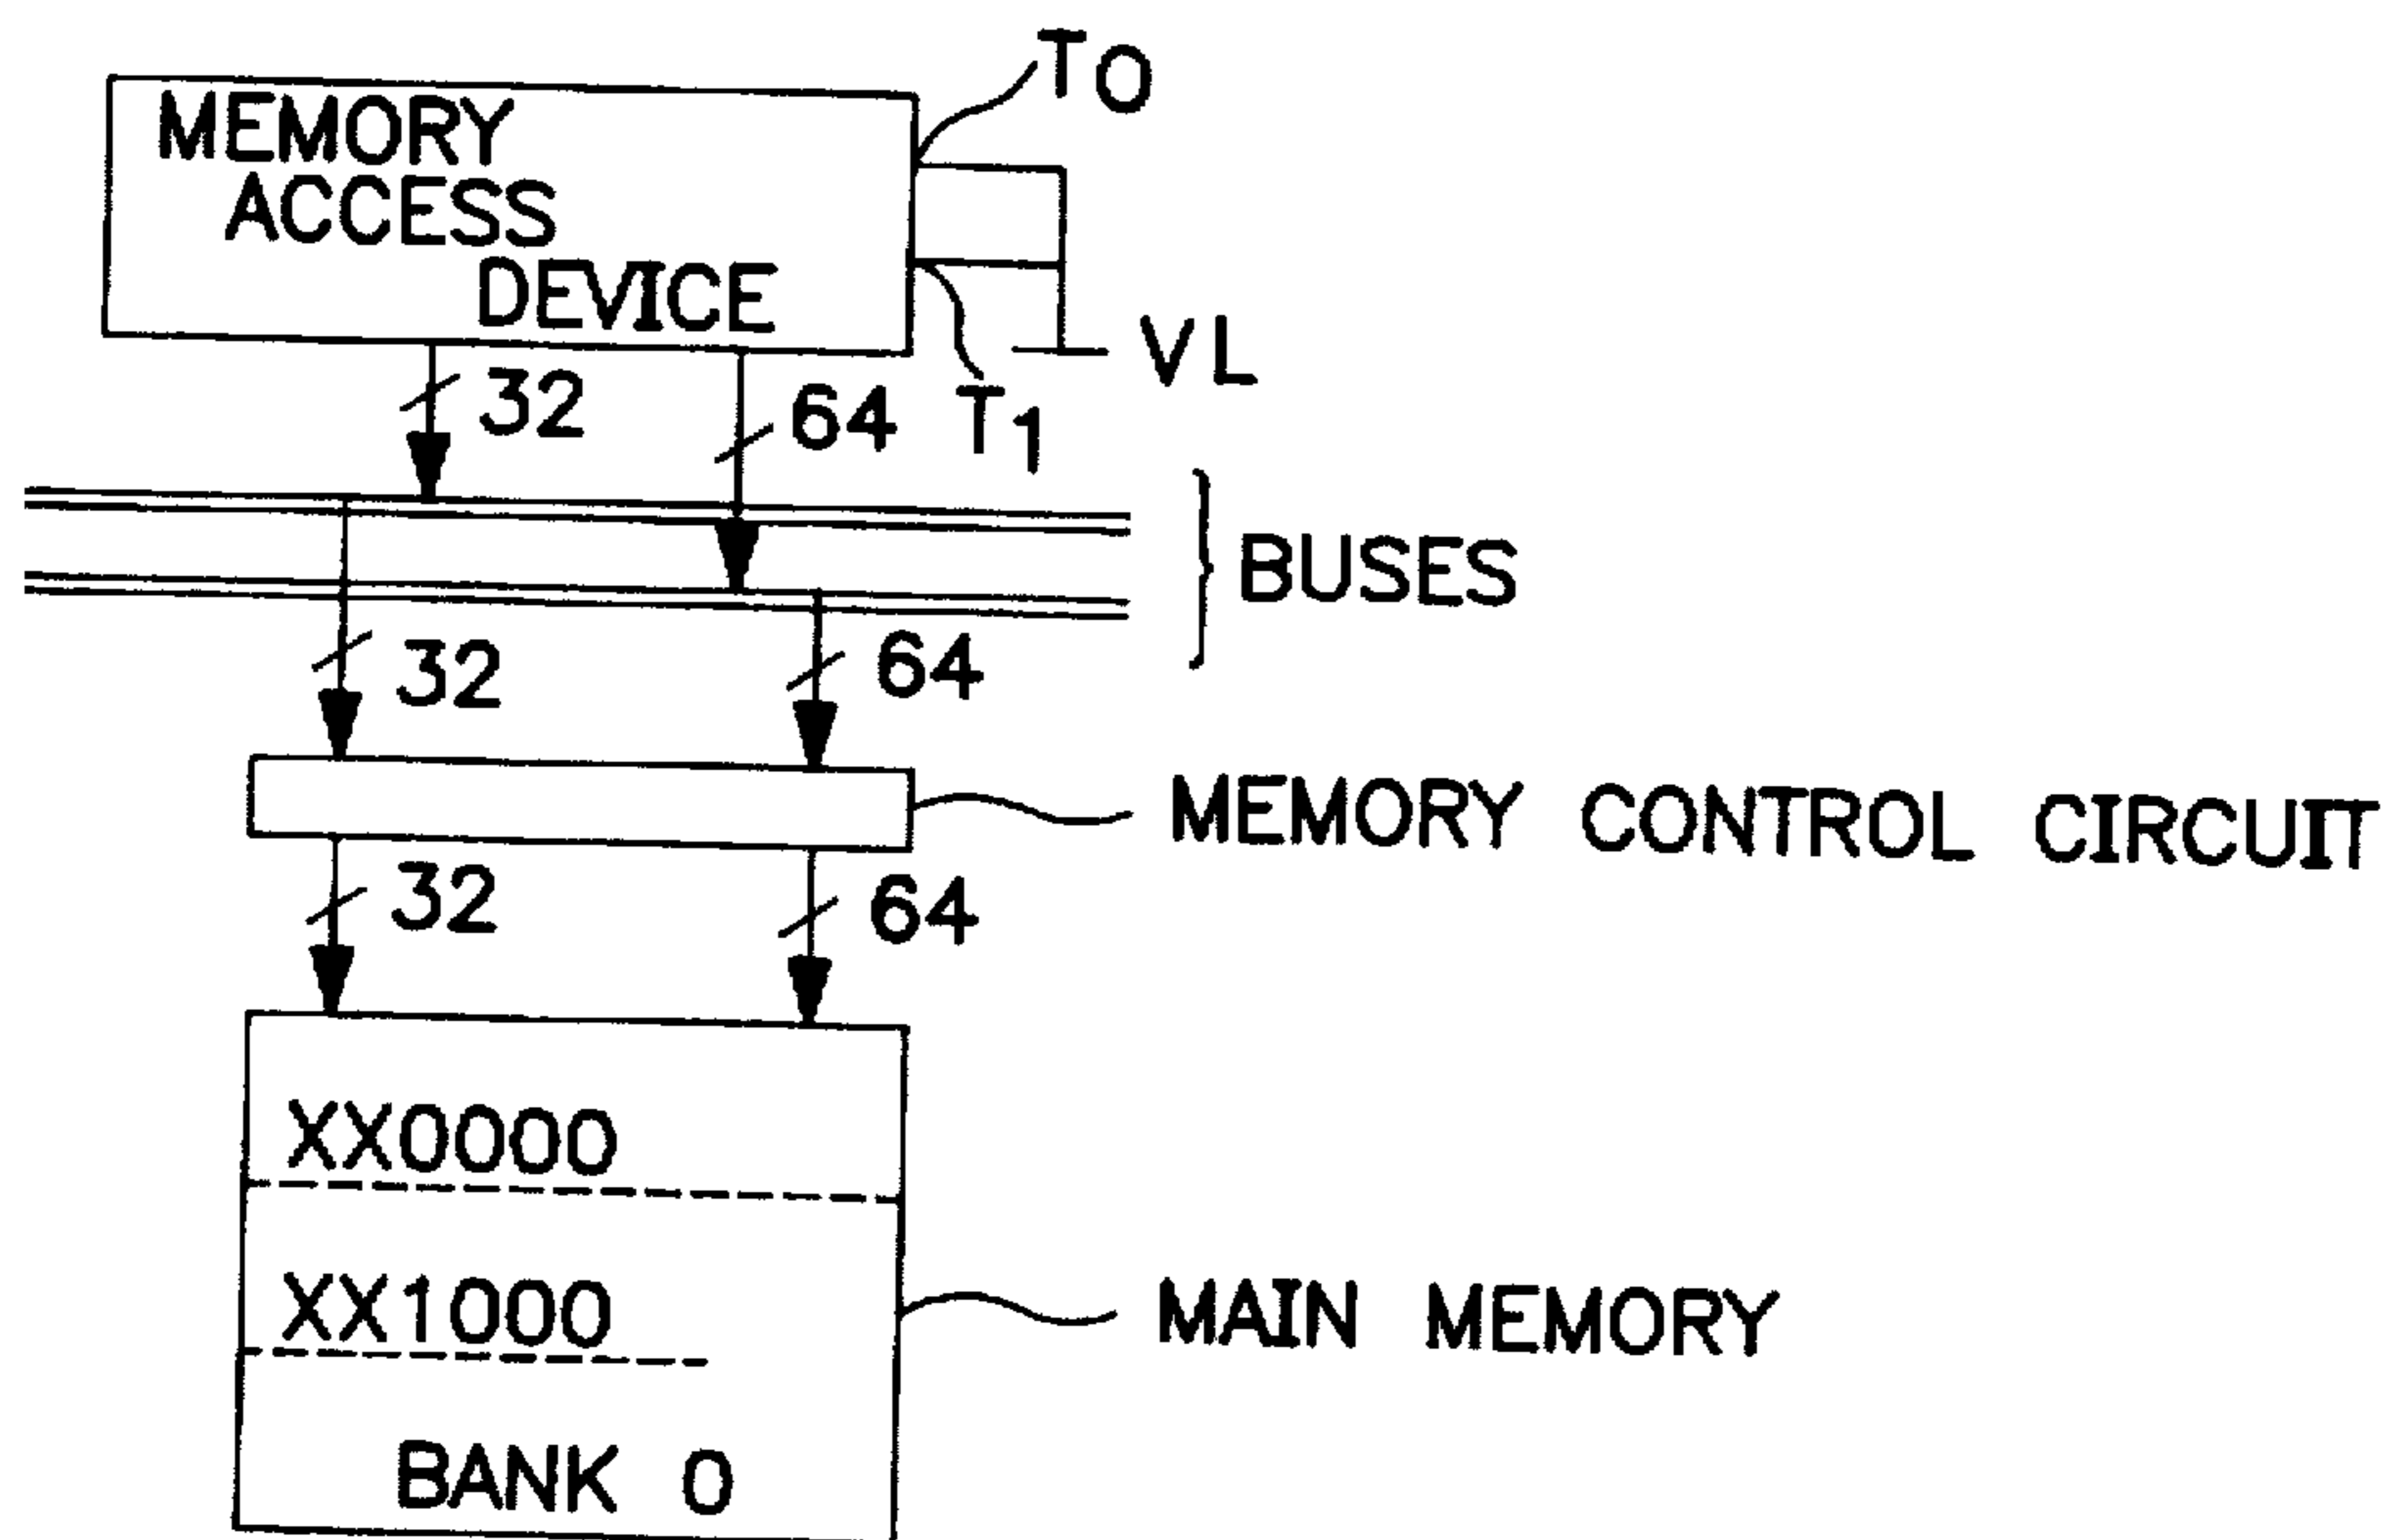 TO
MEMORY
ACCESS
DEVICE
VL
32
64
T1
BUSES
32
64
MEMORY CONTROL CIRCUIT
32
64
XX0000
XX1000
MAIN MEMORY
BANK 0